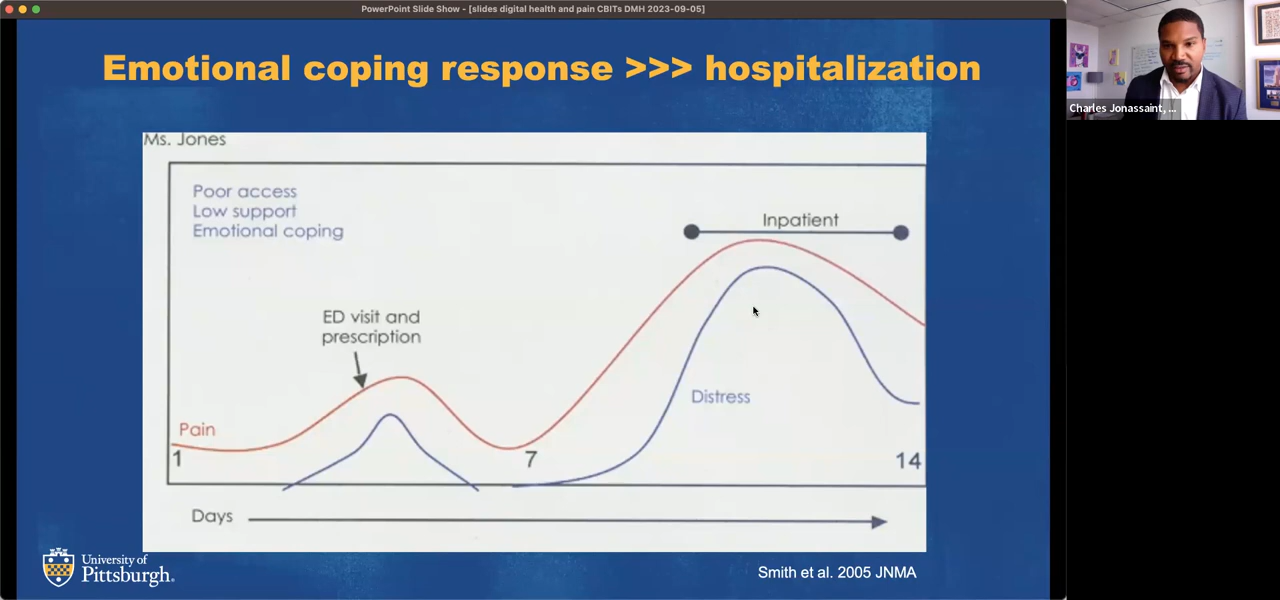 PowerPoint Slide Show - [slides digital health and pain CBITs DMH 2023-09-05]
Emotional coping response >>> hospitalization
Charles Jonassaint, ...
Ms. Jones
Poor access
Low support
Emotional coping
Inpatient
ED visit and
prescription
Distress
Pain
1
7
14
Days
University of
Pittsburgh.
Smith et al. 2005 JNMA